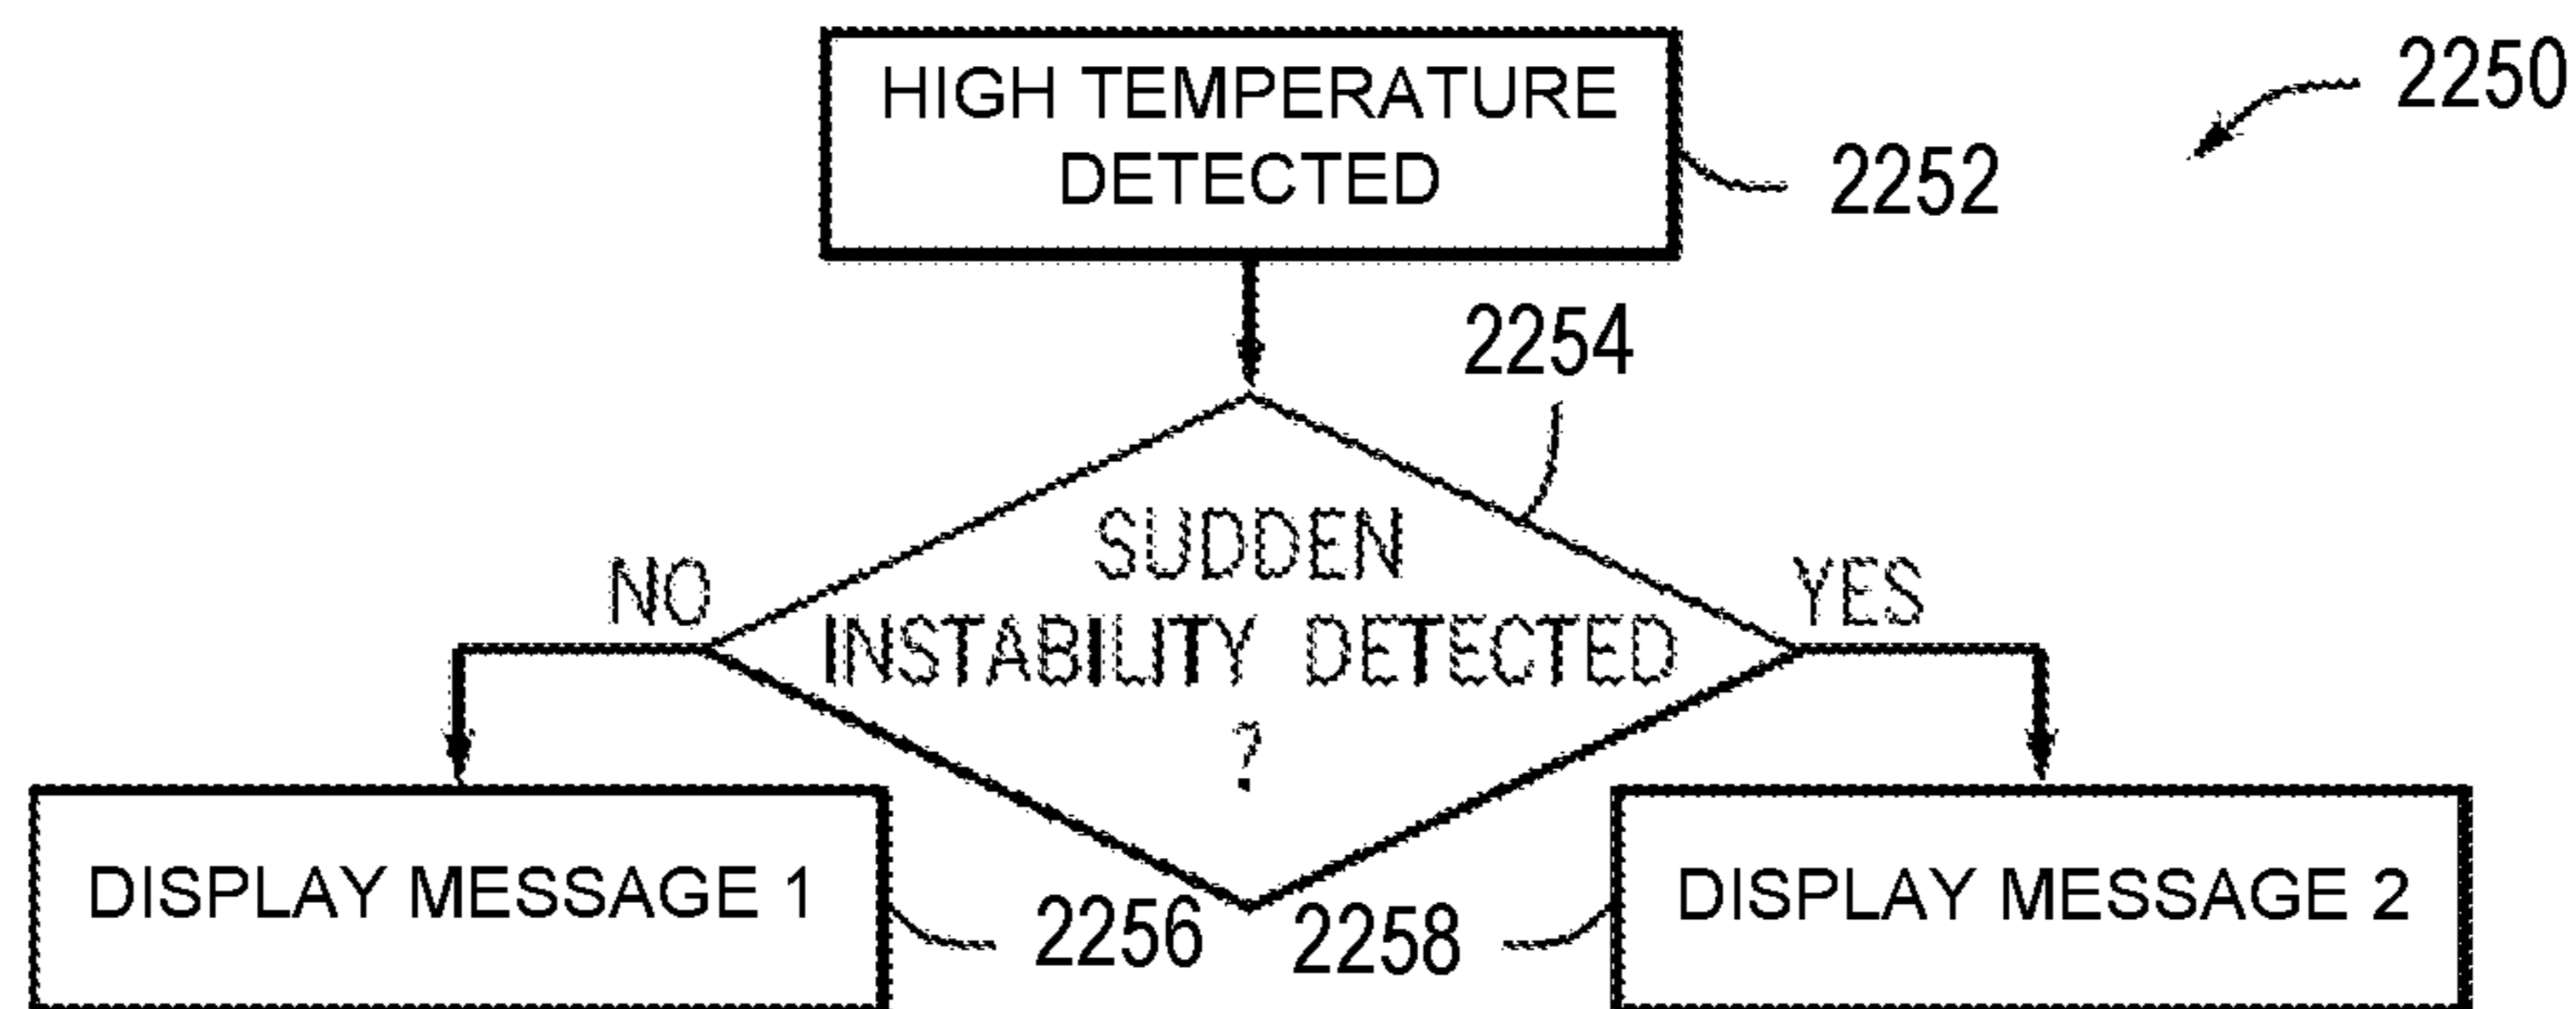 HIGH TEMPERATURE
DETECTED
2250
2252
2254
SUDDEN
INSTABILITY DETECTED
?
NO
YES
DISPLAY MESSAGE 1
2256
2258
DISPLAY MESSAGE 2